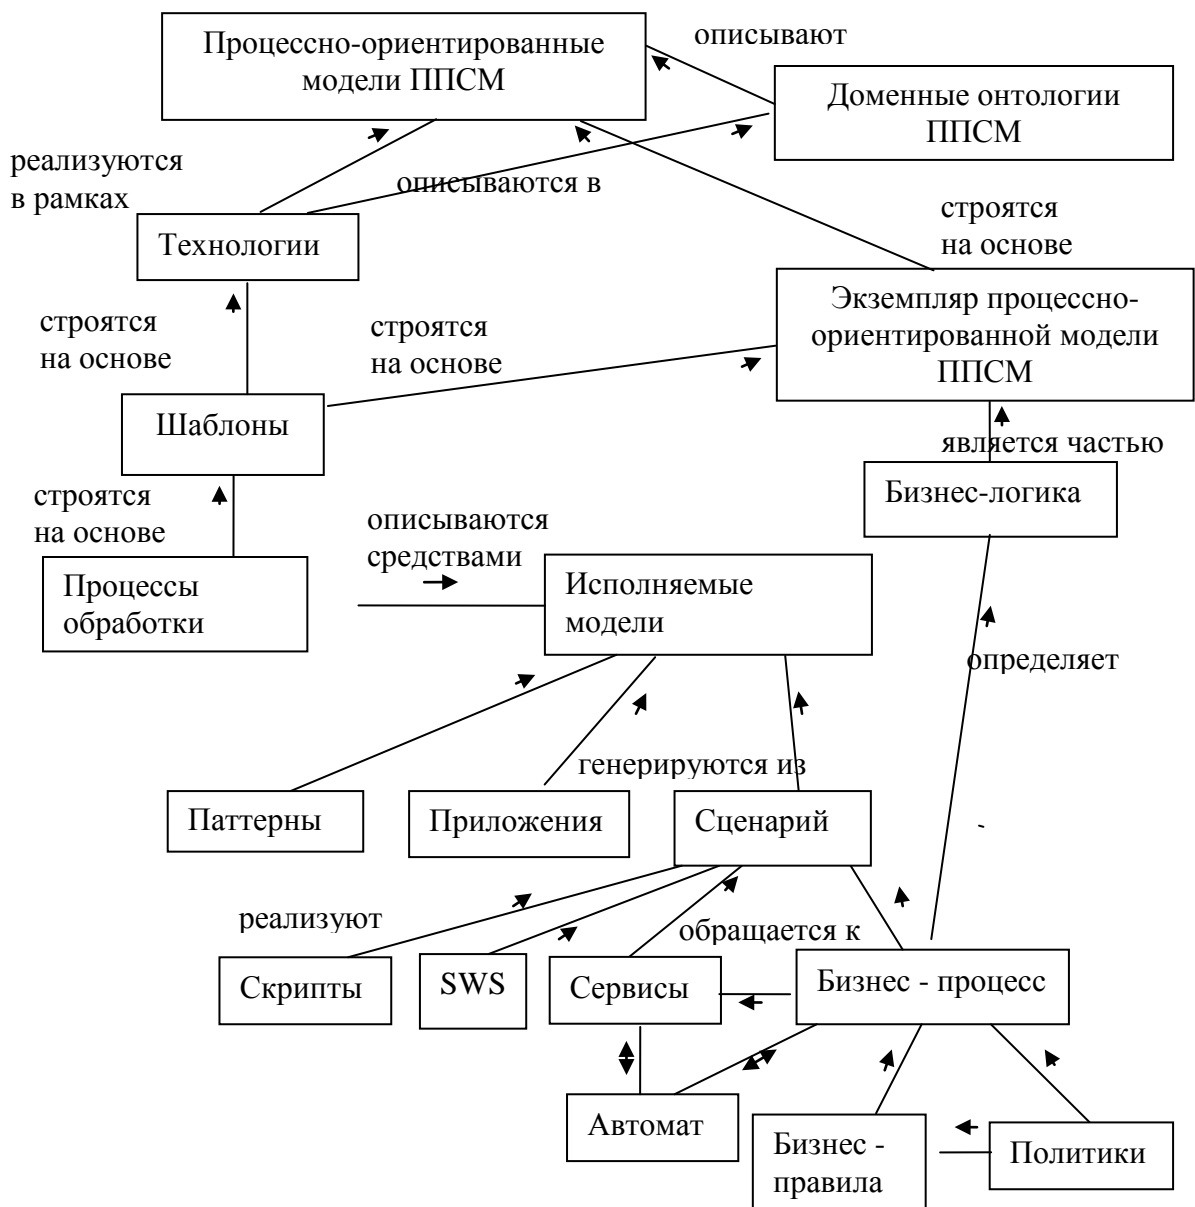 Процессно-ориентированные
модели ППСМ
описывают
Доменные онтологии
ППСМ
реализуются
в рамках
описываются в
Технологии
строятся
на основе
Экземпляр процессно-
ориентированной модели
ППСМ
строятся
на основе
строятся
на основе
Шаблоны
является частью
Бизнес-логика
строятся
на основе
описываются
средствами
Процессы
обработки
Исполняемые
модели
определяет
генерируются из
Паттерны
Приложения
Сценарий
реализуют
обращается к
Скрипты
SWS
Сервисы
Бизнес - процесс
Автомат
Бизнес -
правила
Политики